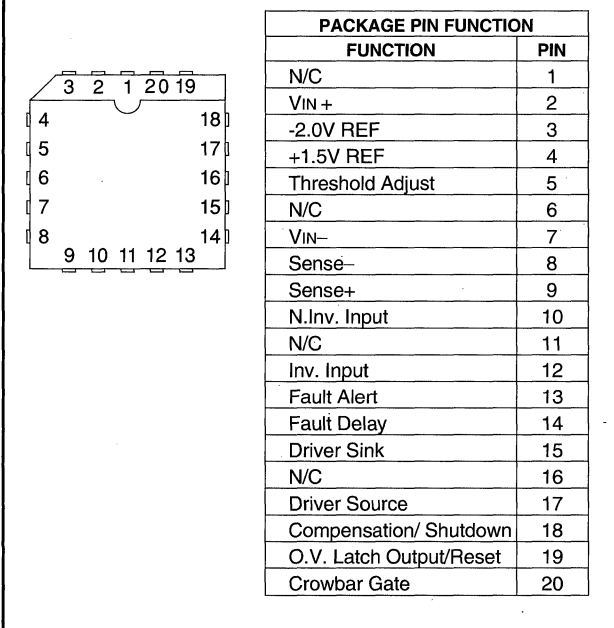 3 2 1 20 19
4 18
5 17
6 16
7 15
8 14
9 10 11 12 13
PACKAGE PIN FUNCTION
FUNCTION PIN
N/C 1
VIN + 2
-2.0V REF 3
+1.5V REF 4
Threshold Adjust 5
N/C 6
VIN– 7
Sense– 8
Sense+ 9
N.Inv. Input 10
N/C 11
Inv. Input 12
Fault Alert 13
Fault Delay 14
Driver Sink 15
N/C 16
Driver Source 17
Compensation/ Shutdown 18
O.V. Latch Output/Reset 19
Crowbar Gate 20